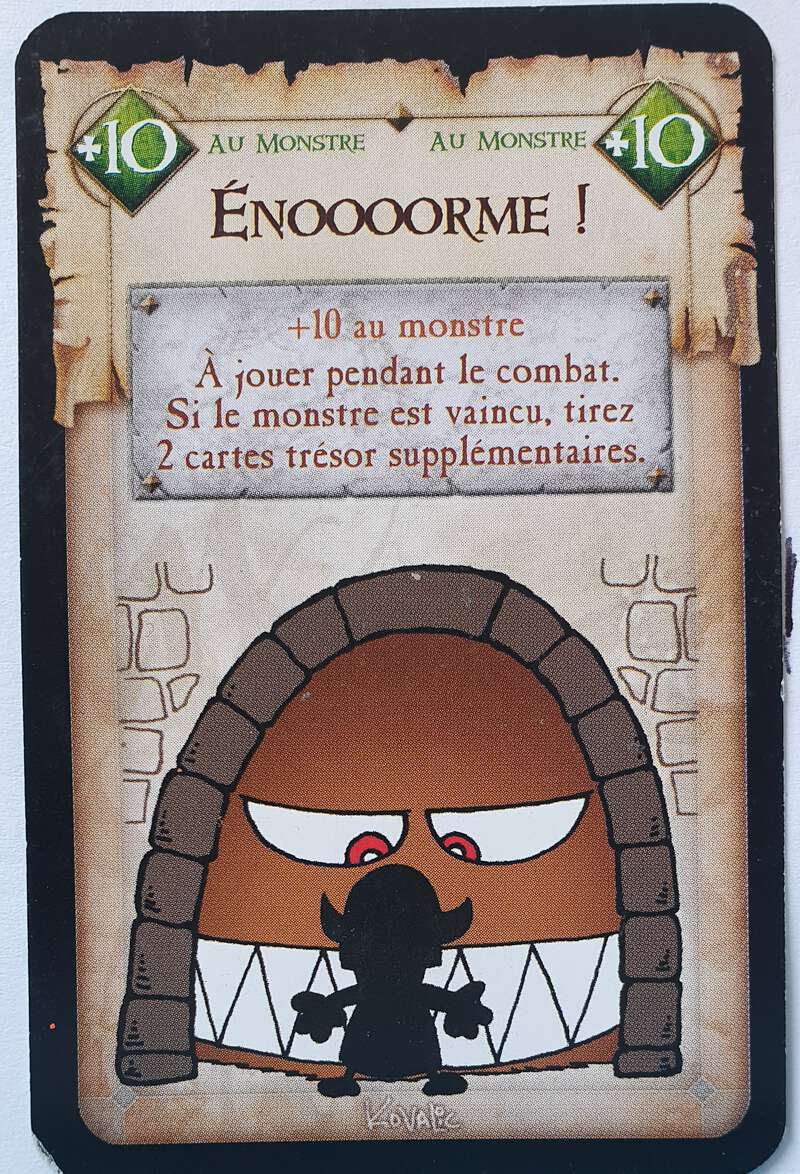 +10 Au Monstre Au Monstre +10
Énoooorme !
+10 au monstre
À jouer pendant le combat.
Si le monstre est vaincu, tirez
2 cartes trésor supplémentaires.
Kovalic